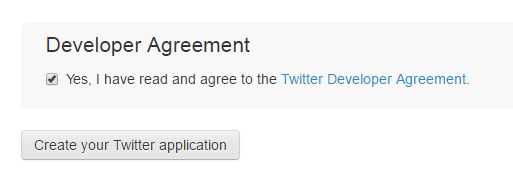 Developer Agreement
Yes, I have read and agree to the Twitter Developer Agreement.
Create your Twitter application